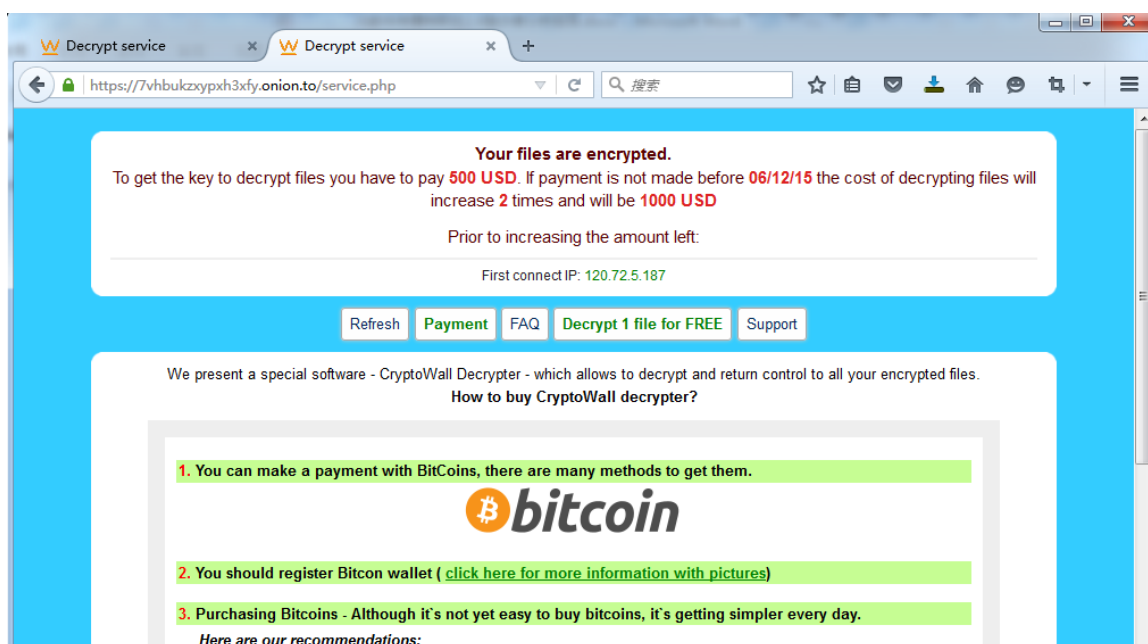 Decrypt service
Decrypt service
https://7vhbukzxypxh3xfy.onion.to/service.php
搜索
Your files are encrypted.
To get the key to decrypt files you have to pay 500 USD. If payment is not made before 06/12/15 the cost of decrypting files will
increase 2 times and will be 1000 USD
Prior to increasing the amount left:
First connect IP: 120.72.5.187
Refresh
Payment
FAQ
Decrypt 1 file for FREE
Support
We present a special software - CryptoWall Decrypter - which allows to decrypt and return control to all your encrypted files.
How to buy CryptoWall decrypter?
1. You can make a payment with BitCoins, there are many methods to get them.
bitcoin
2. You should register Bitcon wallet ( click here for more information with pictures)
3. Purchasing Bitcoins - Although it`s not yet easy to buy bitcoins, it`s getting simpler every day.
Here are our recommendations: